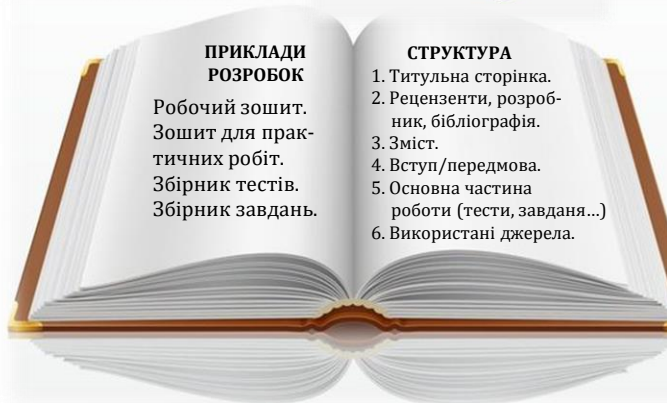 ПРИКЛАДИ
РОЗРОБОК
Робочий зошит.
Зошит для прак-
тичних робіт.
Збірник тестів.
Збірник завдань.
СТРУКТУРА
1. Титульна сторінка.
2. Рецензенти, розроб-
ник, бібліографія.
3. Зміст.
4. Вступ/передмова.
5. Основна частина
роботи (тести, завданя...)
6. Використані джерела.